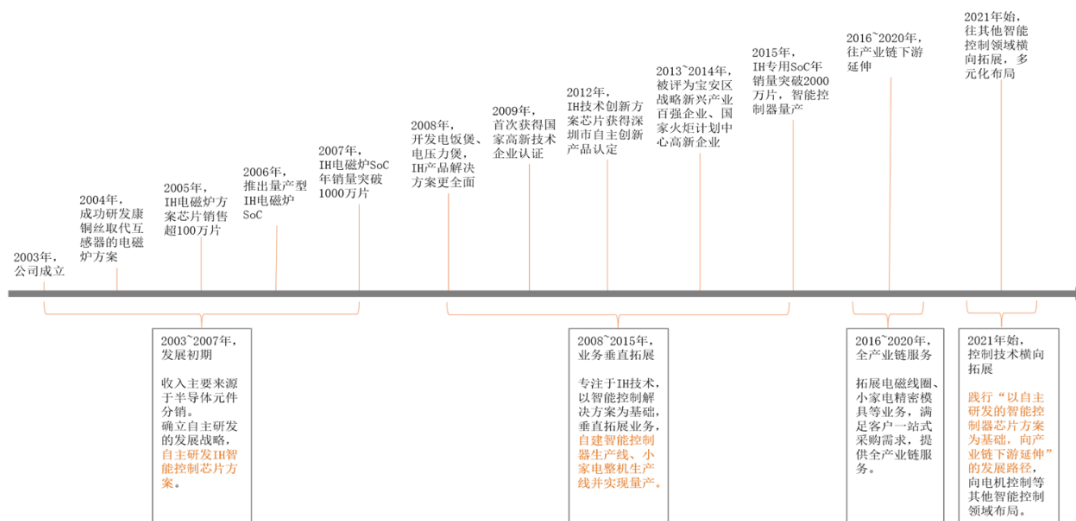 2003年,
公司成立
2004年,
成功研发康
铜丝取代互
感器的电磁
炉方案
2005年,
IH电磁炉方
案芯片销售
超100万片
2006年,
推出量产型
IH电磁炉
SoC
2007年,
IH电磁炉SoC
年销量突破
1000万片
2008年,
开发电饭煲、
电压力煲,
IH产品解决
方案更全面
2009年,
首次获得国
家高新技术
企业认证
2012年,
IH技术创新方
案芯片获得深
圳市自主创新
产品认定
2013~2014年,
被评为宝安区
战略新兴产业
百强企业、国
家火炬计划中
心高新企业
2015年,
IH专用SoC年
销量突破2000
万片,智能控
制器量产
2016~2020年,
往产业链下游
延伸
2021年始,
往其他智能
控制领域横
向拓展,多
元化布局
2003~2007年,
发展初期
收入主要来源
于半导体元件
分销。
确立自主研发
的发展战略,
自主研发IH智
能控制芯片方
案。
2008~2015年,
业务垂直拓展
专注于IH技术,
以智能控制解
决方案为基础,
垂直拓展业务,
自建智能控制
器生产线、小
家电整机生产
线并实现量产。
2016~2020年,
全产业链服务
拓展电磁线圈、
小家电精密模
具等业务,满
足客户一站式
采购需求,提
供全产业链服
务。
2021年始,
控制技术横向
拓展
践行“以自主
研发的智能控
制器芯片方案
为基础,向产
业链下游延伸”
的发展路径,
向电机控制等
其他智能控制
领域布局。